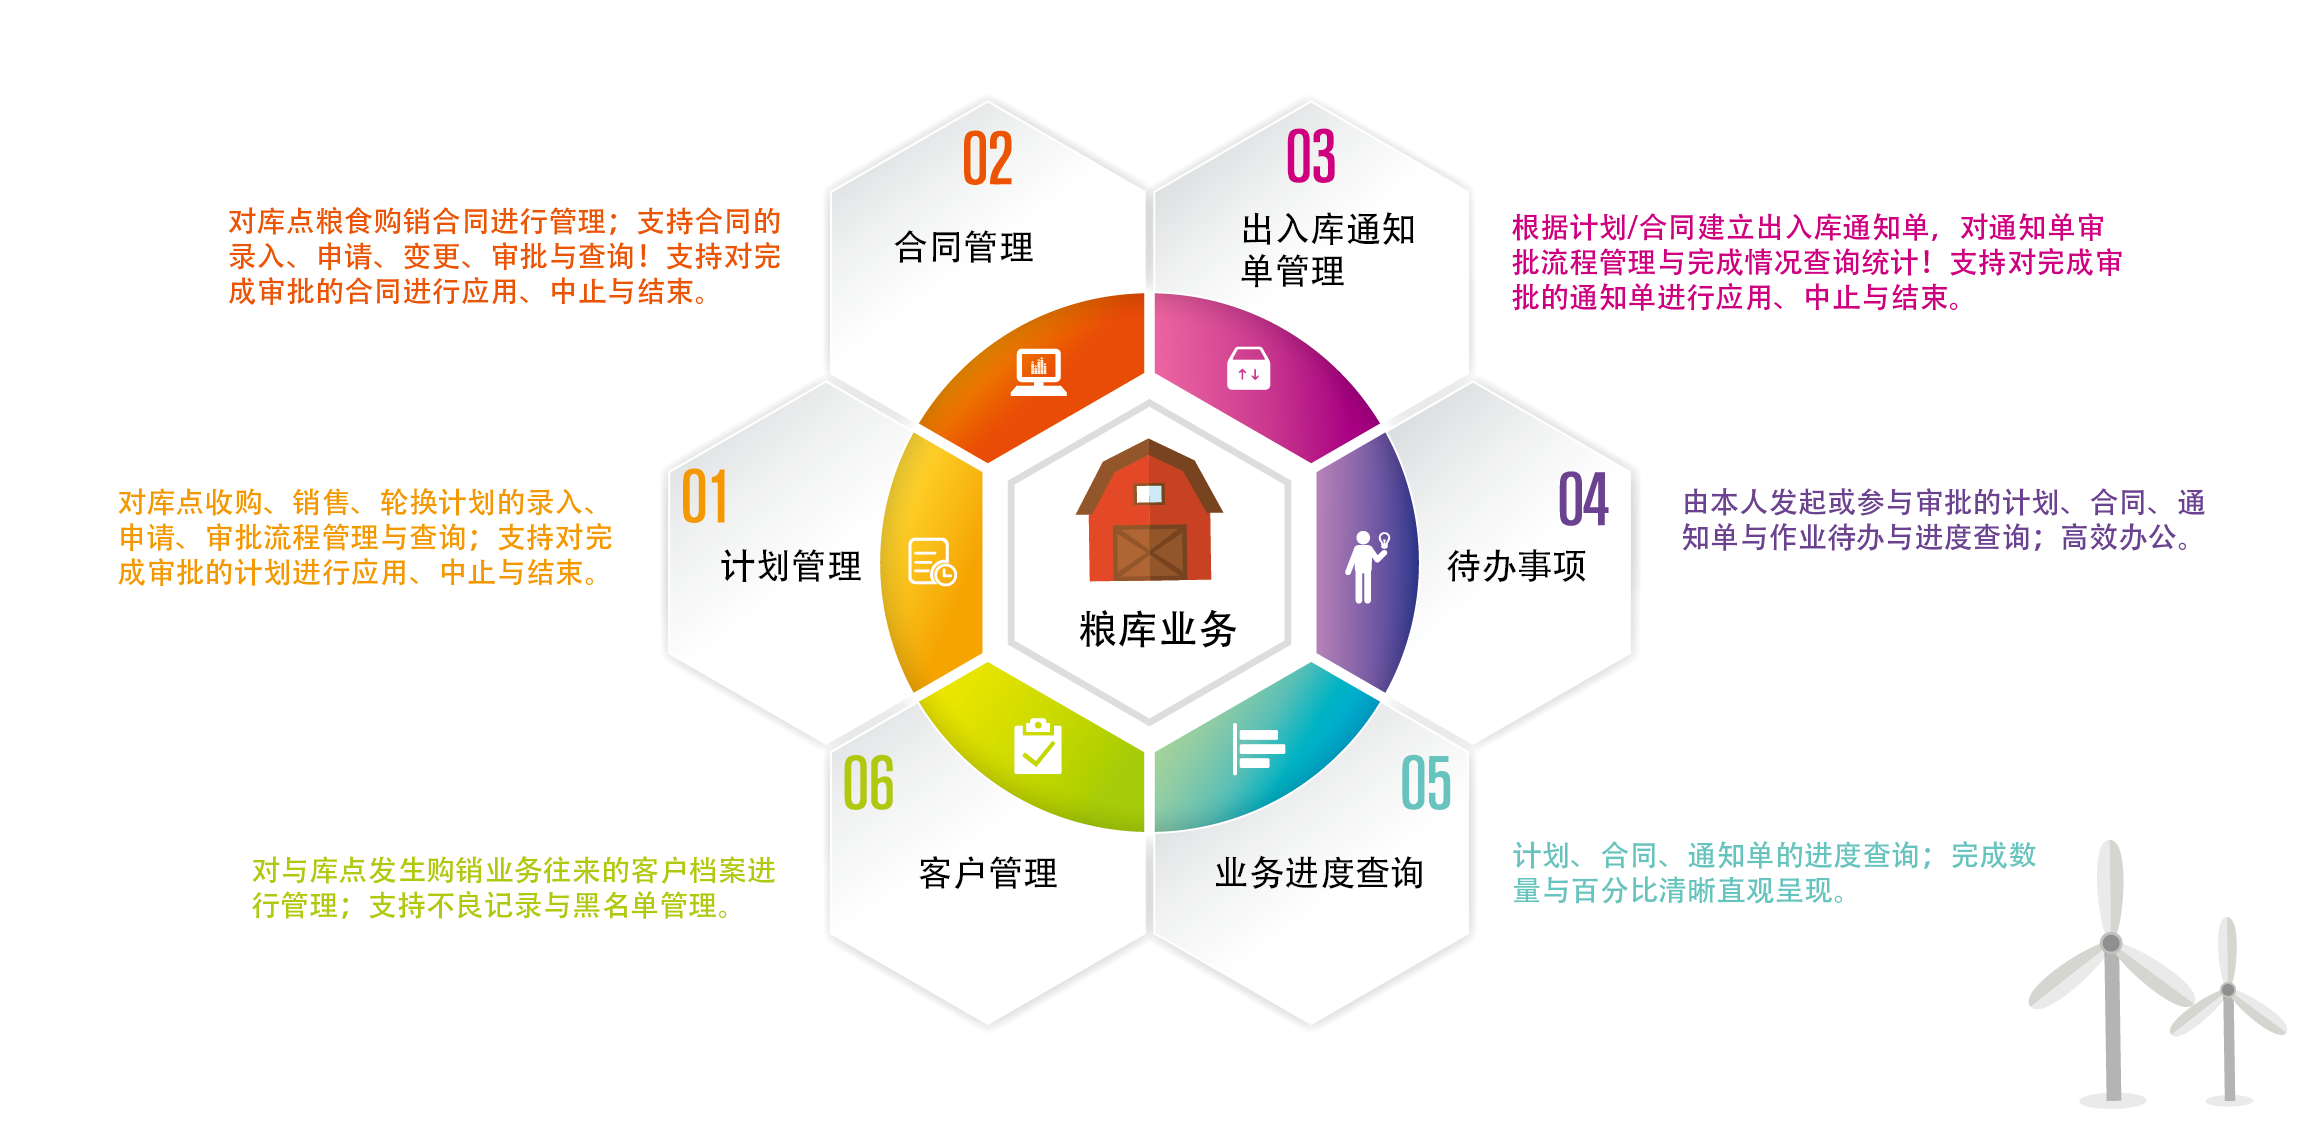 02
合同管理
对库点粮食购销合同进行管理；支持合同的
录入、申请、变更、审批与查询！支持对完
成审批的合同进行应用、中止与结束。
03
出入库通知
单管理
根据计划/合同建立出入库通知单，对通知单审
批流程管理与完成情况查询统计！支持对完成审
批的通知单进行应用、中止与结束。
01
计划管理
对库点收购、销售、轮换计划的录入、
申请、审批流程管理与查询；支持对完
成审批的计划进行应用、中止与结束。
粮库业务
04
待办事项
由本人发起或参与审批的计划、合同、通
知单与作业待办与进度查询；高效办公。
06
客户管理
对与库点发生购销业务往来的客户档案进
行管理；支持不良记录与黑名单管理。
05
业务进度查询
计划、合同、通知单的进度查询；完成数
量与百分比清晰直观呈现。